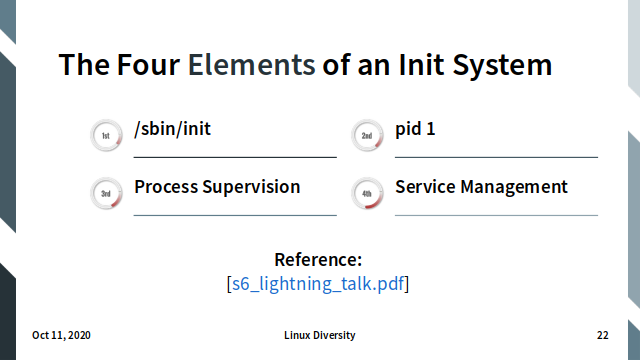 The Four Elements of an Init System
1st /sbin/init
2nd pid 1
3rd Process Supervision
4th Service Management
Reference:
[s6_lightning_talk.pdf]
Oct 11, 2020 Linux Diversity 22